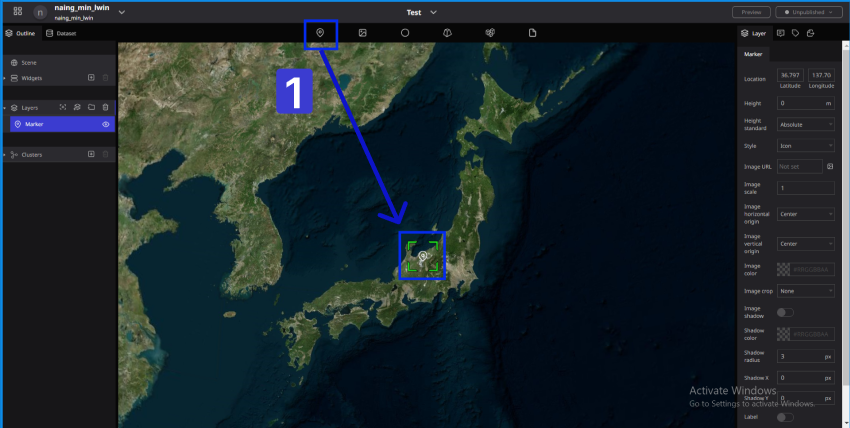 n
naing_min_lwin
naing_min_lwin
Test
Preview
Unpublished
Outline
Dataset
Layer
Scene
Widgets
Layers
Marker
Clusters
1
Marker
Location
36.797
137.70
Latitude
Longitude
Height
0
m
Height
standard
Absolute
Style
Icon
Image URL
Not set
Image
scale
1
Image
horizontal
origin
Center
Image
vertical
origin
Center
Image
color
#RRGGBBAA
Image crop
None
Image
shadow
Shadow
color
#RRGGBBAA
Shadow
radius
3
px
Shadow X
0
px
Shadow Y
0
px
Label
Activate Windows
Go to Settings to activate Windows.